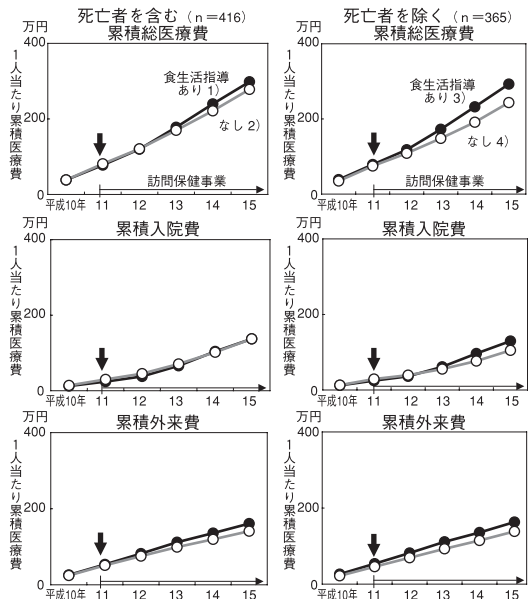 死亡者を含む（n＝416）
累積総医療費
万円
400
200
0
1人当たり累積医療費
食生活指導
あり 1）
なし 2）
訪問保健事業
平成10年 11 12 13 14 15
死亡者を除く（n＝365）
累積総医療費
万円
400
200
0
1人当たり累積医療費
食生活指導
あり 3）
なし 4）
訪問保健事業
平成10年 11 12 13 14 15
累積入院費
万円
400
200
0
1人当たり累積医療費
平成10年 11 12 13 14 15
累積入院費
万円
400
200
0
1人当たり累積医療費
平成10年 11 12 13 14 15
累積外来費
万円
400
200
0
1人当たり累積医療費
平成10年 11 12 13 14 15
累積外来費
万円
400
200
0
1人当たり累積医療費
平成10年 11 12 13 14 15